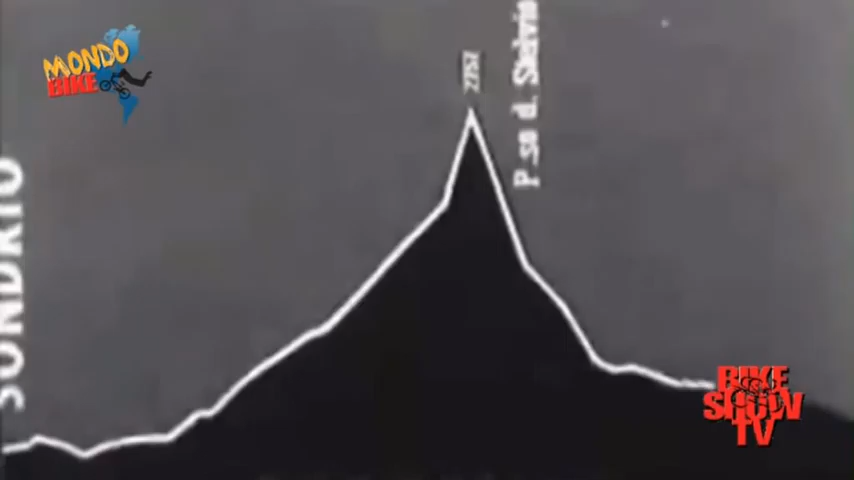 MONDO
BIKE
2757
P.so d. Stelvio
SONDRIO
BIKE
SHOW
TV